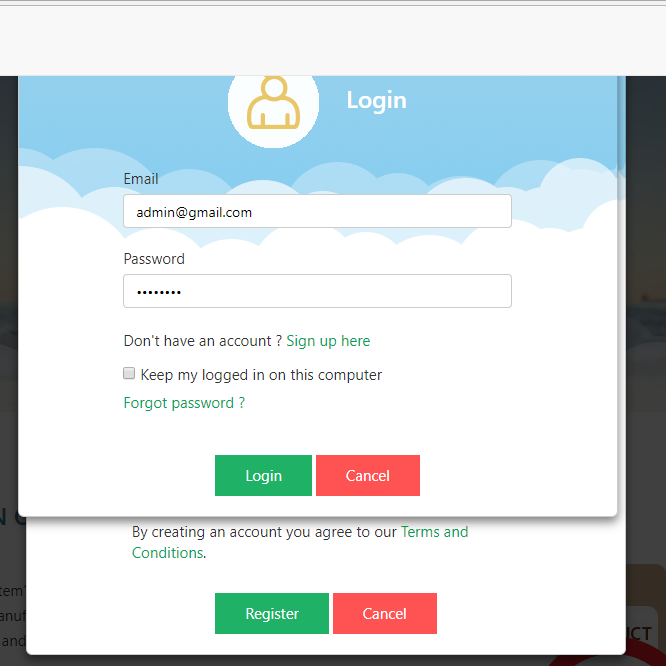 Login
Email
admin@gmail.com
Password
Don't have an account ? Sign up here
Keep my logged in on this computer
Forgot password ?
Login Cancel
By creating an account you agree to our Terms and
Conditions.
Register Cancel
and